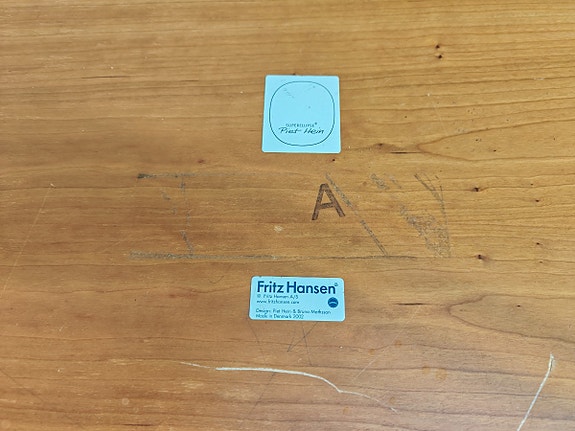 SUPERELLIPSE®
Piet Hein
A
Fritz Hansen®
© Fritz Hansen A/S
www.fritzhansen.com
Design: Piet Hein & Bruno Mathsson
Made in Denmark 2002